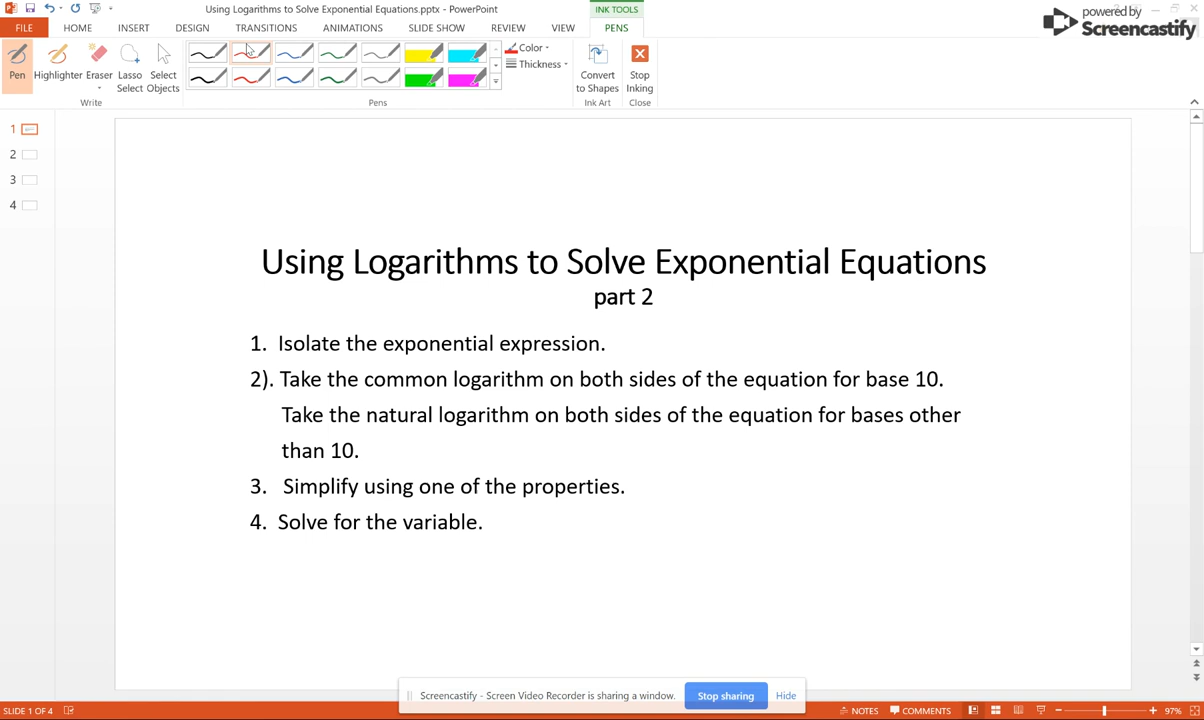 Using Logarithms to Solve Exponential Equations.pptx - PowerPoint
INK TOOLS
powered by
Screencastify
FILE HOME INSERT DESIGN TRANSITIONS ANIMATIONS SLIDE SHOW REVIEW VIEW PENS
Pen Highlighter Eraser Lasso Select Select Objects
Color
Thickness
Convert to Shapes
Stop Inking
Write
Pens
Ink Art
Close
1
2
3
4
Using Logarithms to Solve Exponential Equations
part 2
1. Isolate the exponential expression.
2). Take the common logarithm on both sides of the equation for base 10.
Take the natural logarithm on both sides of the equation for bases other
than 10.
3. Simplify using one of the properties.
4. Solve for the variable.
Screencastify - Screen Video Recorder is sharing a window. Stop sharing Hide
SLIDE 1 OF 4 NOTES COMMENTS 97%